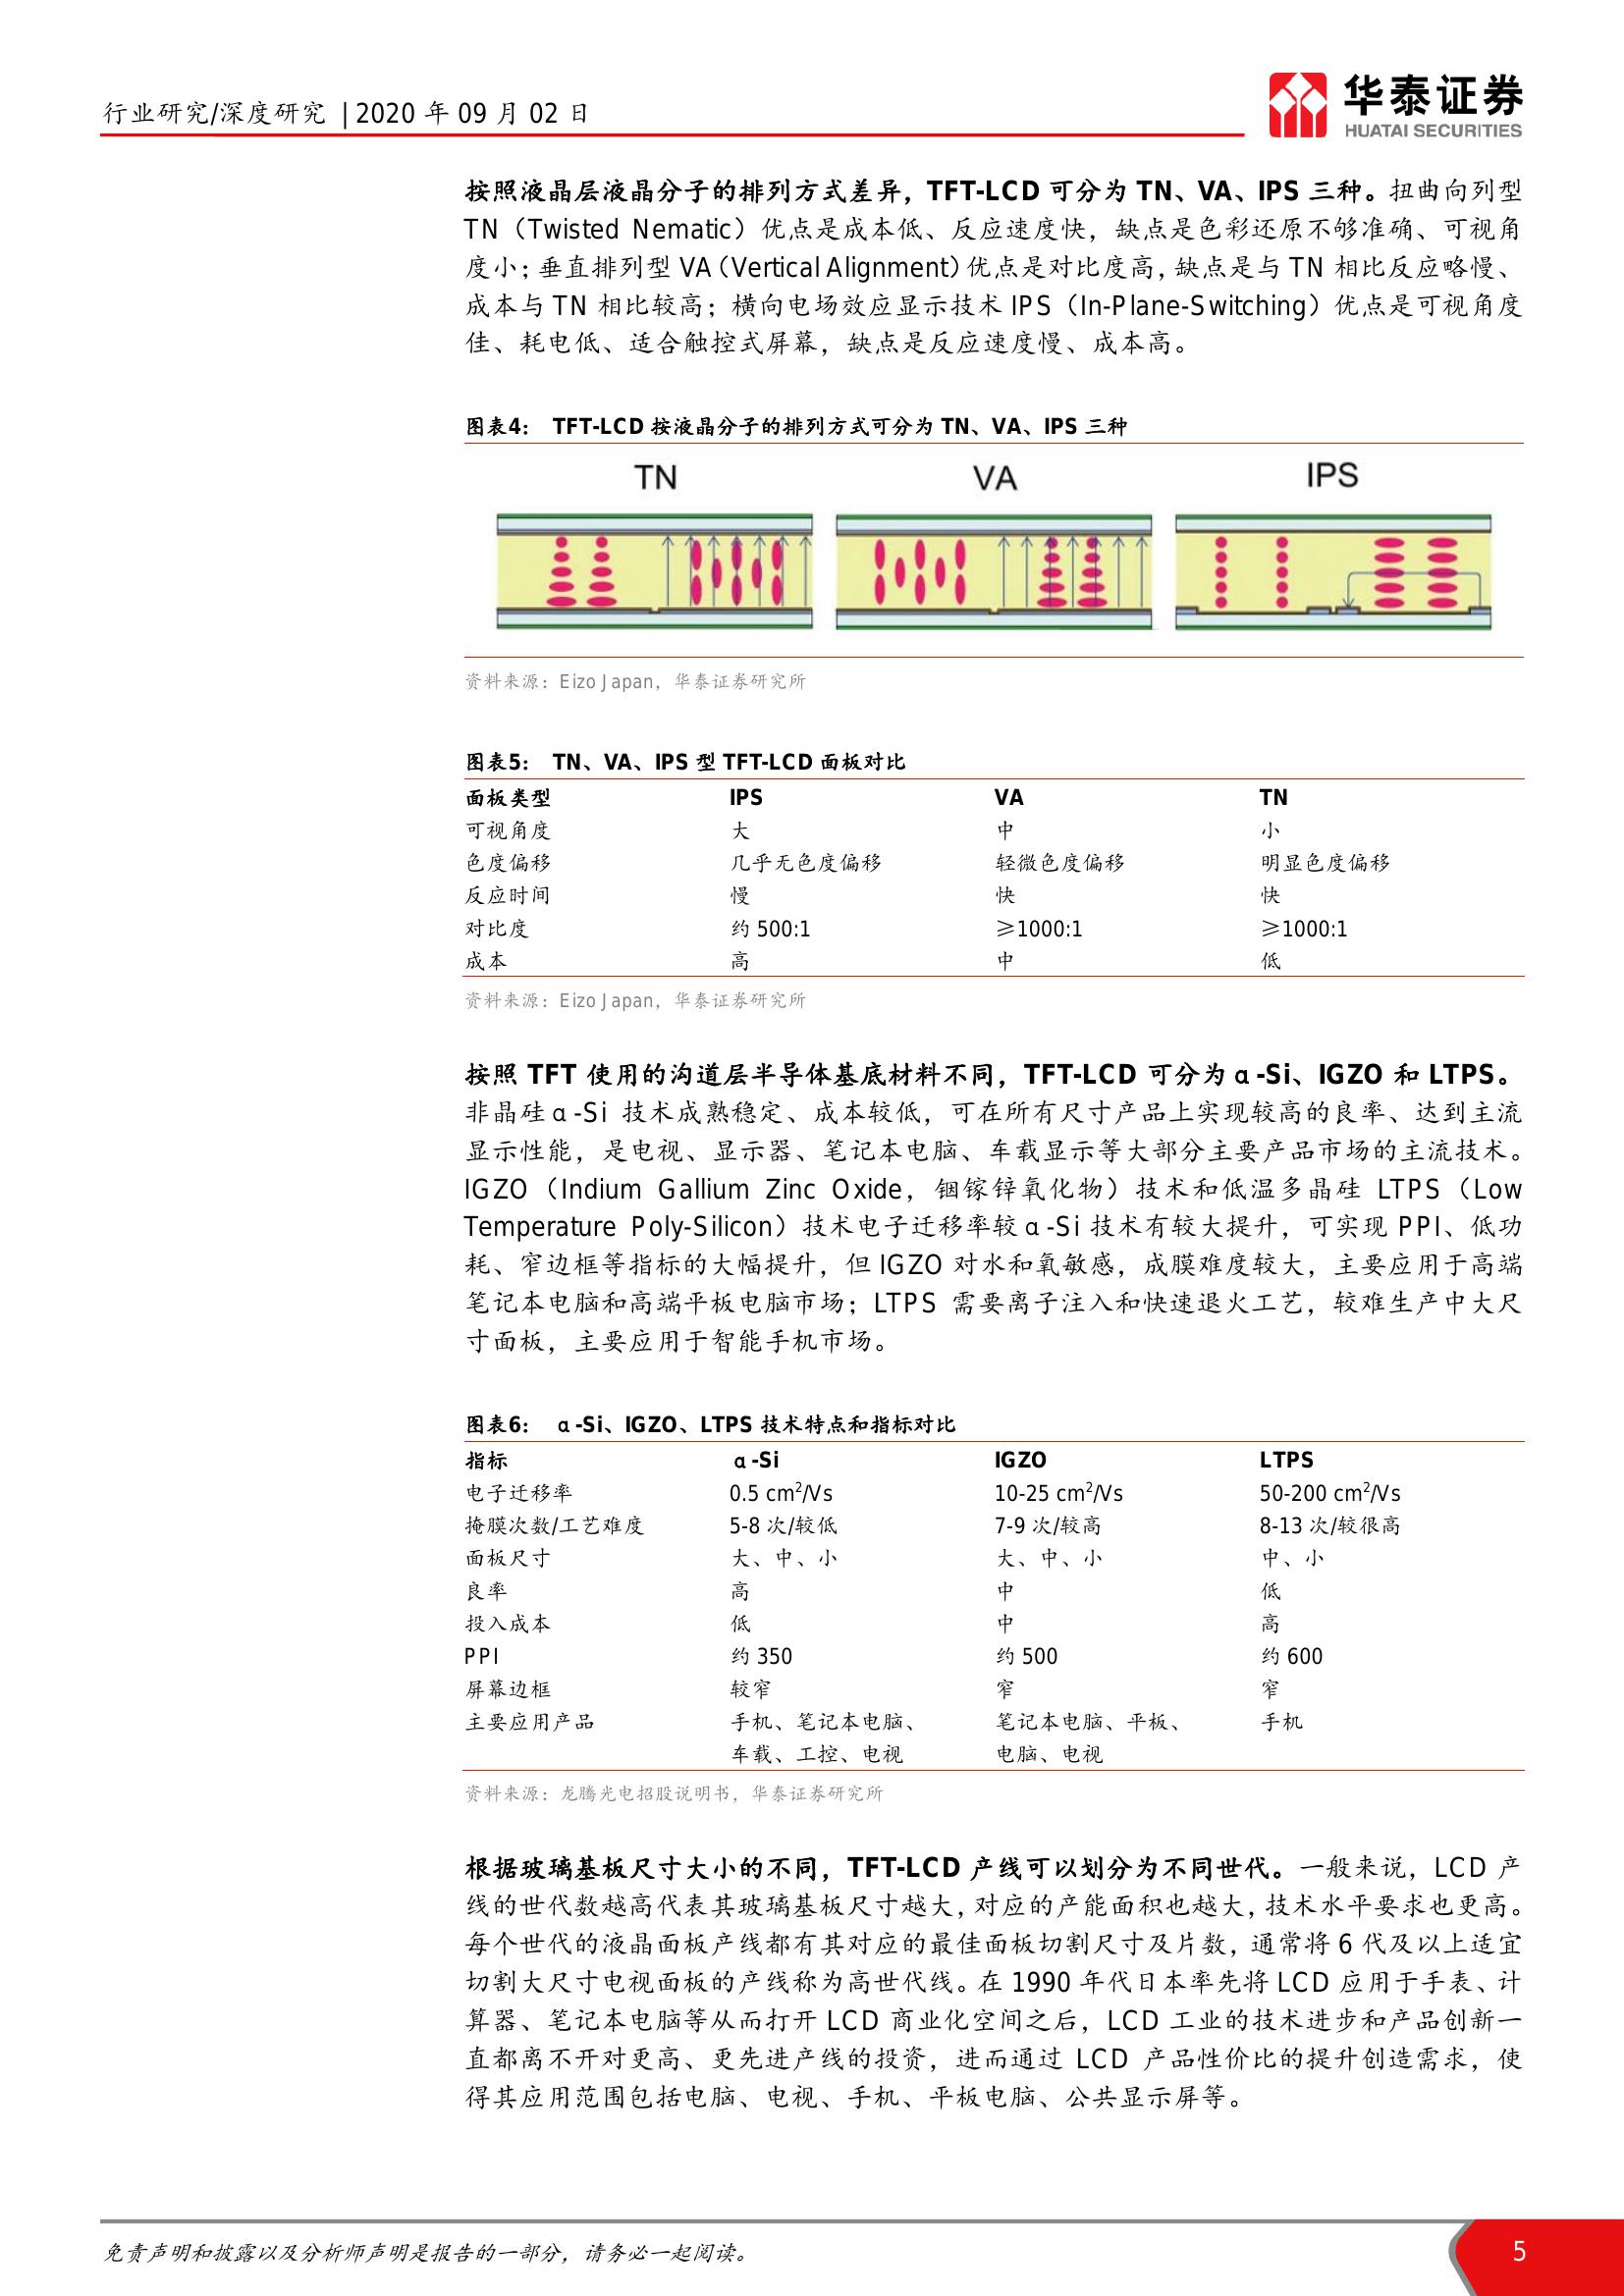 行业研究/深度研究 | 2020 年 09 月 02 日
华泰证券
HUATAI SECURITIES
按照液晶层液晶分子的排列方式差异，TFT-LCD 可分为 TN、VA、IPS 三种。扭曲向列型
TN（Twisted Nematic）优点是成本低、反应速度快，缺点是色彩还原不够准确、可视角
度小；垂直排列型 VA（Vertical Alignment）优点是对比度高，缺点是与 TN 相比反应略慢、
成本与 TN 相比较高；横向电场效应显示技术 IPS（In-Plane-Switching）优点是可视角度
佳、耗电低、适合触控式屏幕，缺点是反应速度慢、成本高。
图表4： TFT-LCD 按液晶分子的排列方式可分为 TN、VA、IPS 三种
TN VA IPS
资料来源：Eizo Japan，华泰证券研究所
图表5： TN、VA、IPS 型 TFT-LCD 面板对比
面板类型 IPS VA TN
可视角度 大 中 小
色度偏移 几乎无色度偏移 轻微色度偏移 明显色度偏移
反应时间 慢 快 快
对比度 约 500:1 ≥1000:1 ≥1000:1
成本 高 中 低
资料来源：Eizo Japan，华泰证券研究所
按照 TFT 使用的沟道层半导体基底材料不同，TFT-LCD 可分为 α-Si、IGZO 和 LTPS。
非晶硅 α-Si 技术成熟稳定、成本较低，可在所有尺寸产品上实现较高的良率、达到主流
显示性能，是电视、显示器、笔记本电脑、车载显示等大部分主要产品市场的主流技术。
IGZO（Indium Gallium Zinc Oxide，铟镓锌氧化物）技术和低温多晶硅 LTPS（Low
Temperature Poly-Silicon）技术电子迁移率较 α-Si 技术有较大提升，可实现 PPI、低功
耗、窄边框等指标的大幅提升，但 IGZO 对水和氧敏感，成膜难度较大，主要应用于高端
笔记本电脑和高端平板电脑市场；LTPS 需要离子注入和快速退火工艺，较难生产中大尺
寸面板，主要应用于智能手机市场。
图表6： α-Si、IGZO、LTPS 技术特点和指标对比
指标 α-Si IGZO LTPS
电子迁移率 0.5 cm²/Vs 10-25 cm²/Vs 50-200 cm²/Vs
掩膜次数/工艺难度 5-8 次/较低 7-9 次/较高 8-13 次/较很高
面板尺寸 大、中、小 大、中、小 中、小
良率 高 中 低
投入成本 低 中 高
PPI 约 350 约 500 约 600
屏幕边框 较窄 窄 窄
主要应用产品 手机、笔记本电脑、 笔记本电脑、平板、 手机
车载、工控、电视 电脑、电视
资料来源：龙腾光电招股说明书，华泰证券研究所
根据玻璃基板尺寸大小的不同，TFT-LCD 产线可以划分为不同世代。一般来说，LCD 产
线的世代数越高代表其玻璃基板尺寸越大，对应的产能面积也越大，技术水平要求也更高。
每个世代的液晶面板产线都有其对应的最佳面板切割尺寸及片数，通常将 6 代及以上适宜
切割大尺寸电视面板的产线称为高世代线。在 1990 年代日本率先将 LCD 应用于手表、计
算器、笔记本电脑等从而打开 LCD 商业化空间之后，LCD 工业的技术进步和产品创新一
直都离不开对更高、更先进产线的投资，进而通过 LCD 产品性价比的提升创造需求，使
得其应用范围包括电脑、电视、手机、平板电脑、公共显示屏等。
免责声明和披露以及分析师声明是报告的一部分，请务必一起阅读。
5